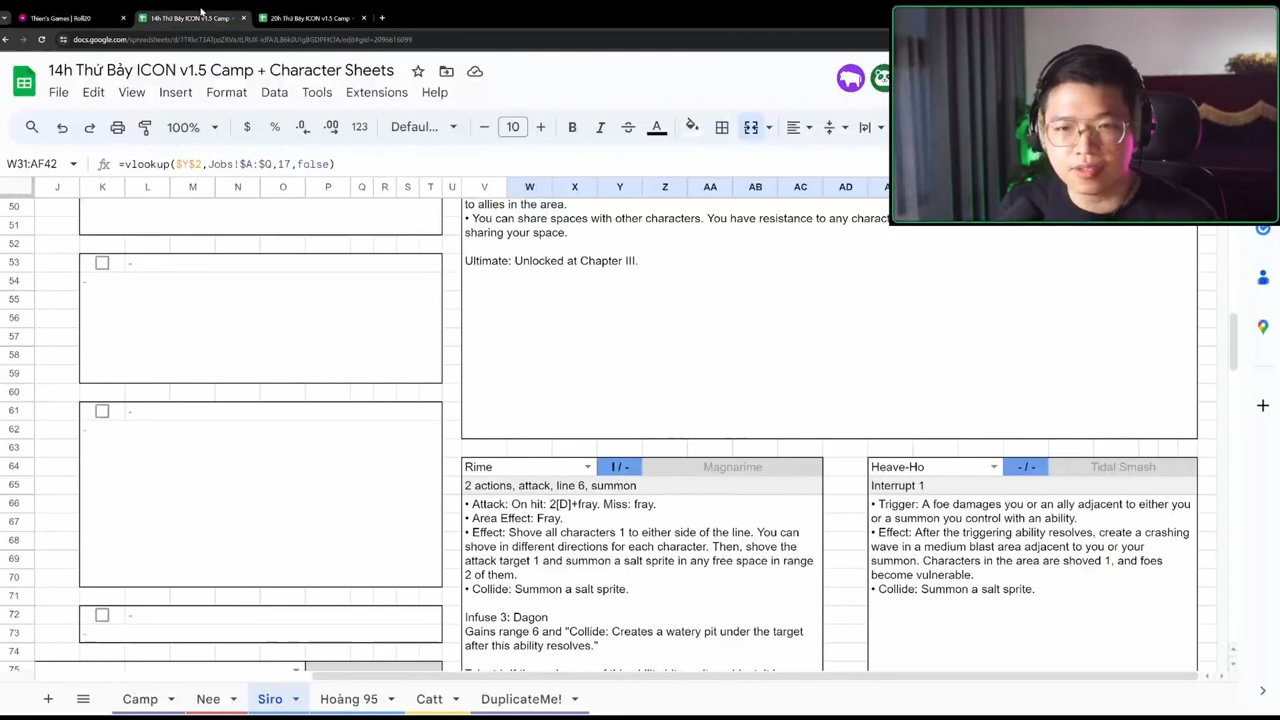 Thien's Games | Roll20
14h Thứ Bảy ICON v1.5 Camp
20h Thứ Bảy ICON v1.5 Camp
14h Thứ Bảy ICON v1.5 Camp + Character Sheets
File Edit View Insert Format Data Tools Extensions Help
100% $ % .0 .00 123 Defaul... 10 B I A
W31:AF42 =vlookup($Y$2,Jobs!$A:$Q,17,false)
J K L M N O P Q R S T U V W X Y Z AA AB AC AD
50
51
52
53
54
55
56
57
58
59
60
61
62
63
64
65
66
67
68
69
70
71
72
73
74
75
to allies in the area.
• You can share spaces with other characters. You have resistance to any
sharing your space.
Ultimate: Unlocked at Chapter III.
-
-
-
-
-
-
Rime I / - Magnarime
2 actions, attack, line 6, summon
• Attack: On hit: 2[D]+fray. Miss: fray.
• Area Effect: Fray.
• Effect: Shove all characters 1 to either side of the line. You can
shove in different directions for each character. Then, shove the
attack target 1 and summon a salt sprite in any free space in range
2 of them.
• Collide: Summon a salt sprite.
Infuse 3: Dagon
Gains range 6 and "Collide: Creates a watery pit under the target
after this ability resolves."
Heave-Ho - / - Tidal Smash
Interrupt 1
• Trigger: A foe damages you or an ally adjacent to either you
or a summon you control with an ability.
• Effect: After the triggering ability resolves, create a crashing
wave in a medium blast area adjacent to you or your
summon. Characters in the area are shoved 1, and foes
become vulnerable.
• Collide: Summon a salt sprite.
Camp Nee Siro Hoàng 95 Catt DuplicateMe!